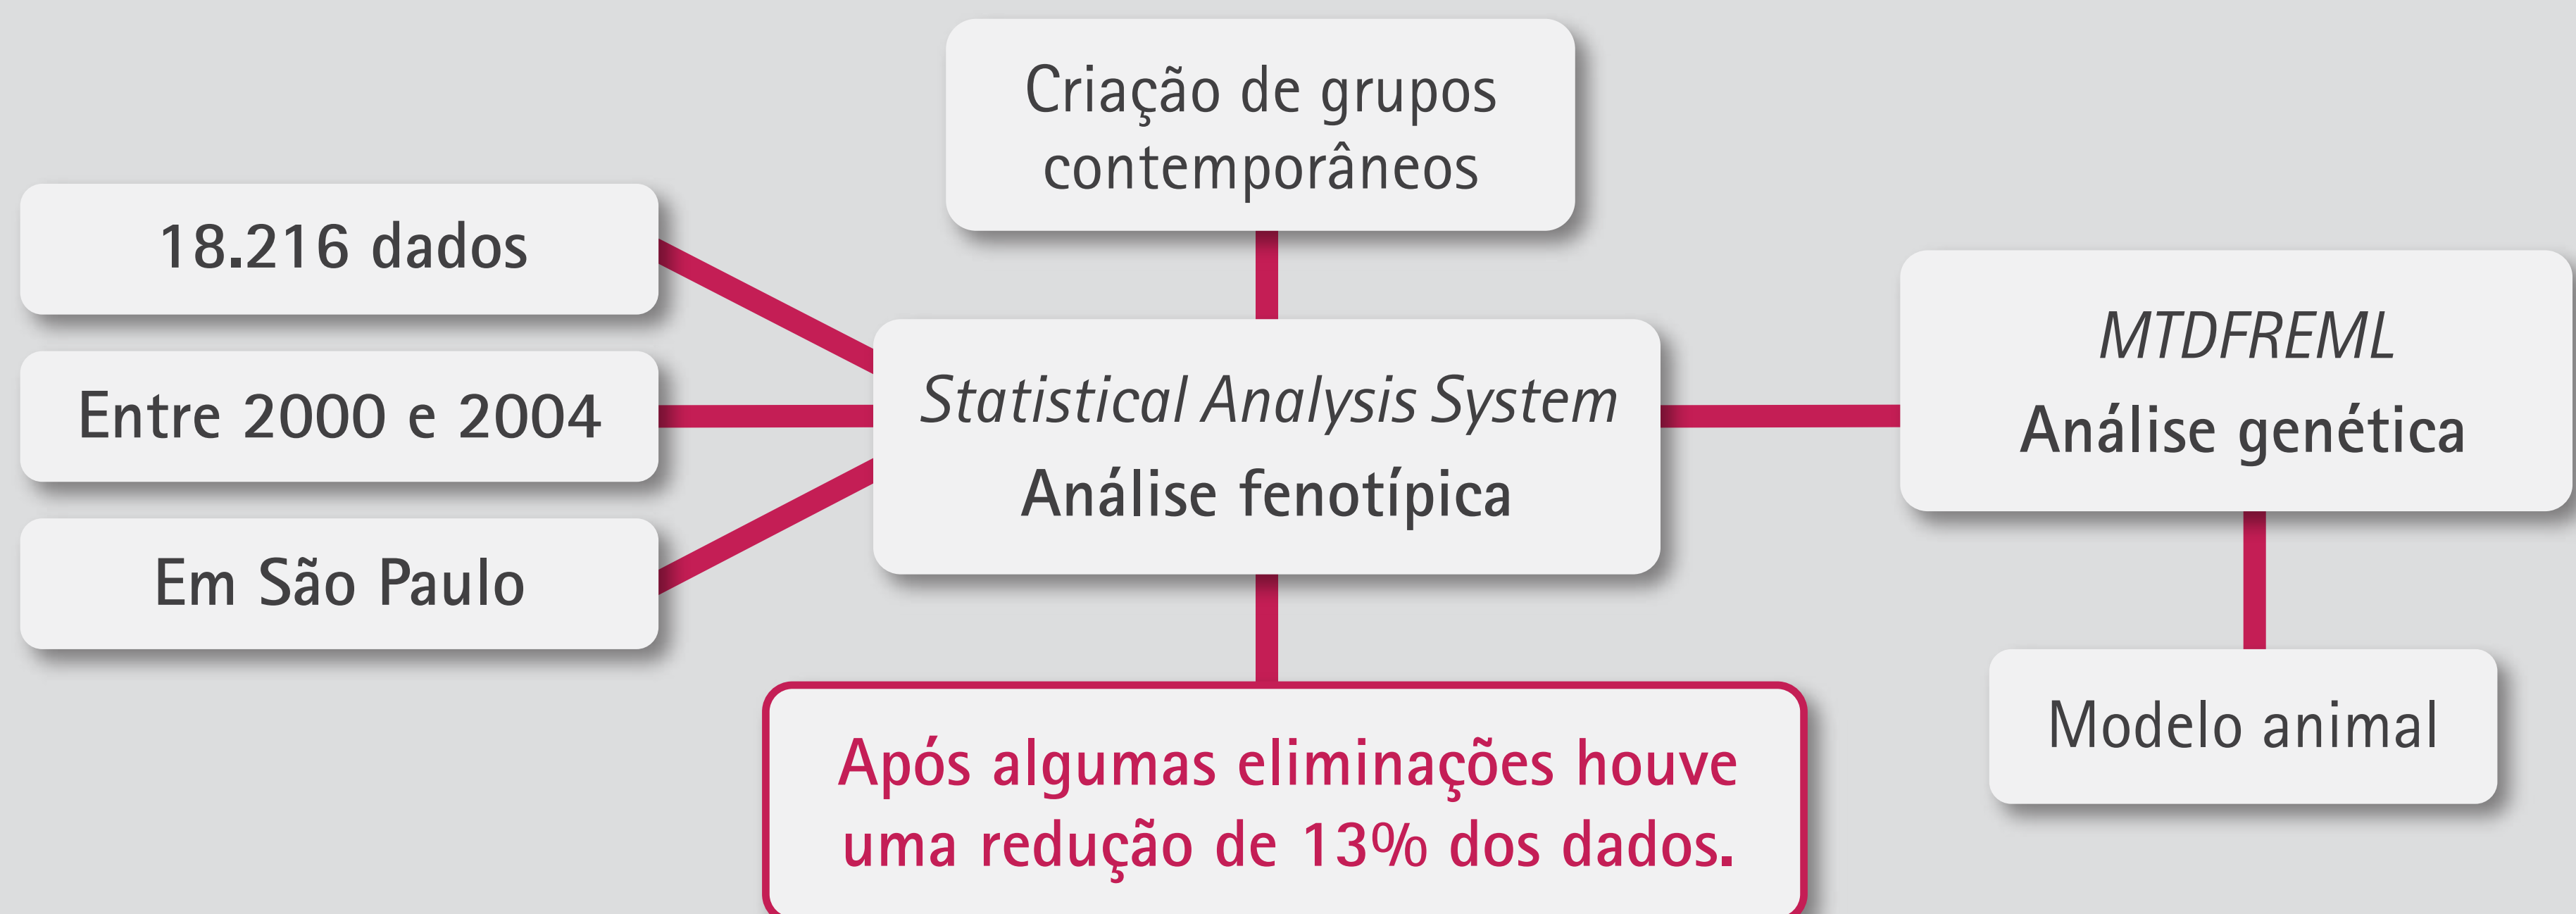 18.216 dados
Entre 2000 e 2004
Em São Paulo
Criação de grupos
contemporâneos
Statistical Analysis System
Análise fenotípica
Após algumas eliminações houve
uma redução de 13% dos dados.
MTDFREML
Análise genética
Modelo animal